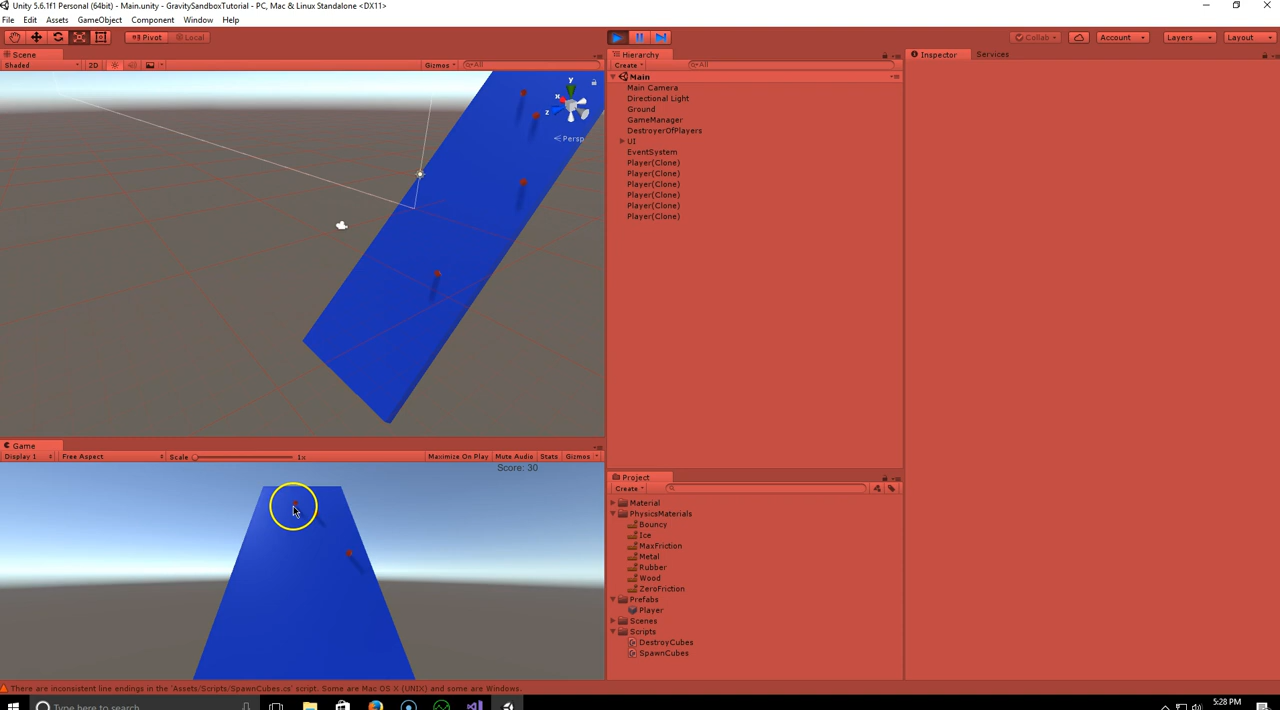 Unity 5.6.1f1 Personal (64bit) - Main.unity - GravitySandboxTutorial - PC, Mac & Linux Standalone <DX11>
File Edit Assets GameObject Component Window Help
Pivot Local Collab Account Layers Layout
Scene Hierarchy Inspector Services
Shaded 2D Gizmos All Create All
Main
Main Camera
Directional Light
Ground
GameManager
DestroyerOfPlayers
UI
EventSystem
Player(Clone)
Player(Clone)
Player(Clone)
Player(Clone)
Player(Clone)
Player(Clone)
y
x
z
Persp
Game
Display 1 Free Aspect Scale 1x Maximize On Play Mute Audio Stats Gizmos
Score: 30
Project
Create
Material
PhysicsMaterials
Bouncy
Ice
MaxFriction
Metal
Rubber
Wood
ZeroFriction
Prefabs
Player
Scenes
Scripts
DestroyCubes
SpawnCubes
There are inconsistent line endings in the 'Assets/Scripts/SpawnCubes.cs' script. Some are Mac OS X (UNIX) and some are Windows.
Type here to search
5:28 PM